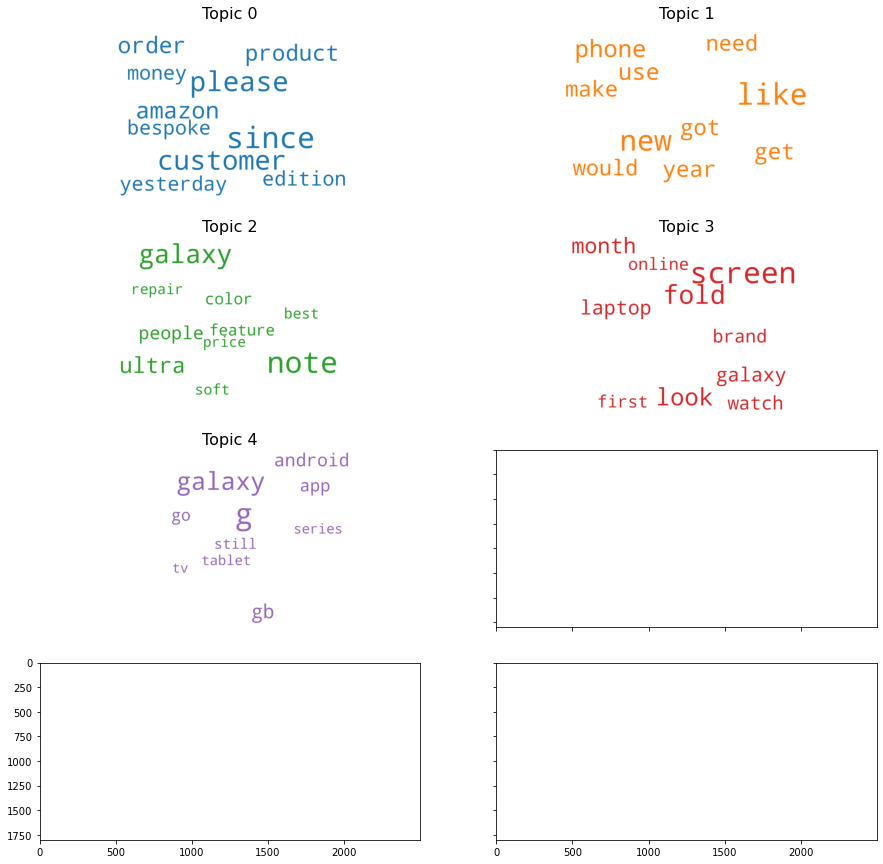 Topic 0
order
product
money
please
amazon
bespoke
since
customer
yesterday
edition
Topic 1
phone
need
use
make
like
got
new
get
would
year
Topic 2
galaxy
repair
color
best
people
feature
price
ultra
note
soft
Topic 3
month
online
screen
fold
laptop
brand
galaxy
first
look
watch
Topic 4
android
galaxy
app
go
g
series
still
tablet
tv
gb
0
250
500
750
1000
1250
1500
1750
0 500 1000 1500 2000
0 500 1000 1500 2000